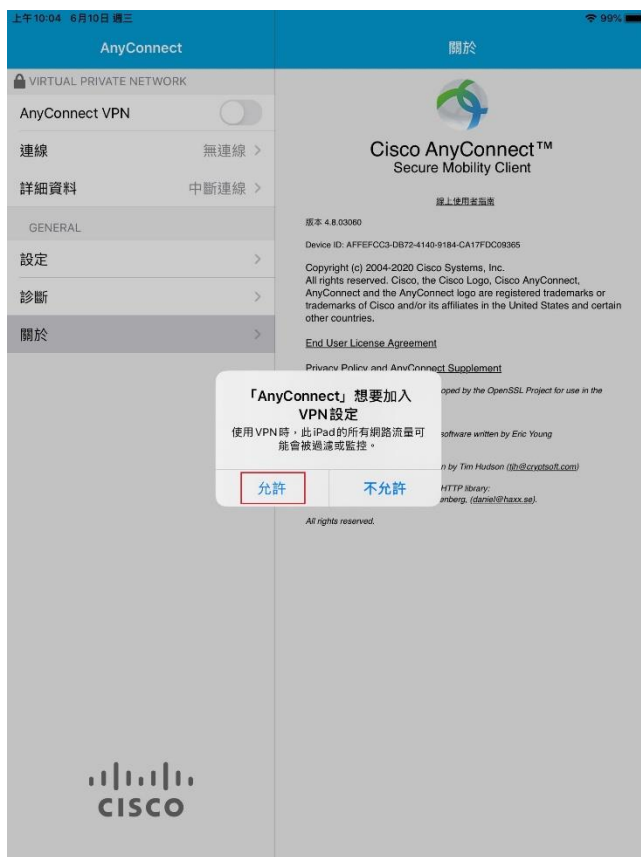 上午10:04 6月10日 週三
99%
AnyConnect
VIRTUAL PRIVATE NETWORK
AnyConnect VPN
連線 無連線
詳細資料 中斷連線
GENERAL
設定
診斷
關於
CISCO
關於
Cisco AnyConnect™
Secure Mobility Client
線上使用者指南
版本 4.8.03060
Device ID: AFFEFCC3-DB72-4140-9184-CA17FDC09365
Copyright (c) 2004-2020 Cisco Systems, Inc.
All rights reserved. Cisco, the Cisco Logo, Cisco AnyConnect,
AnyConnect and the AnyConnect logo are registered trademarks or
trademarks of Cisco and/or its affiliates in the United States and certain
other countries.
End User License Agreement
Privacy Policy and AnyConnect Supplement
oped by the OpenSSL Project for use in the
software written by Eric Young
n by Tim Hudson (tjh@cryptsoft.com)
HTTP library:
enberg, (daniel@haxx.se).
All rights reserved.
「AnyConnect」想要加入
VPN設定
使用VPN時，此iPad的所有網路流量可
能會被過濾或監控。
允許 不允許